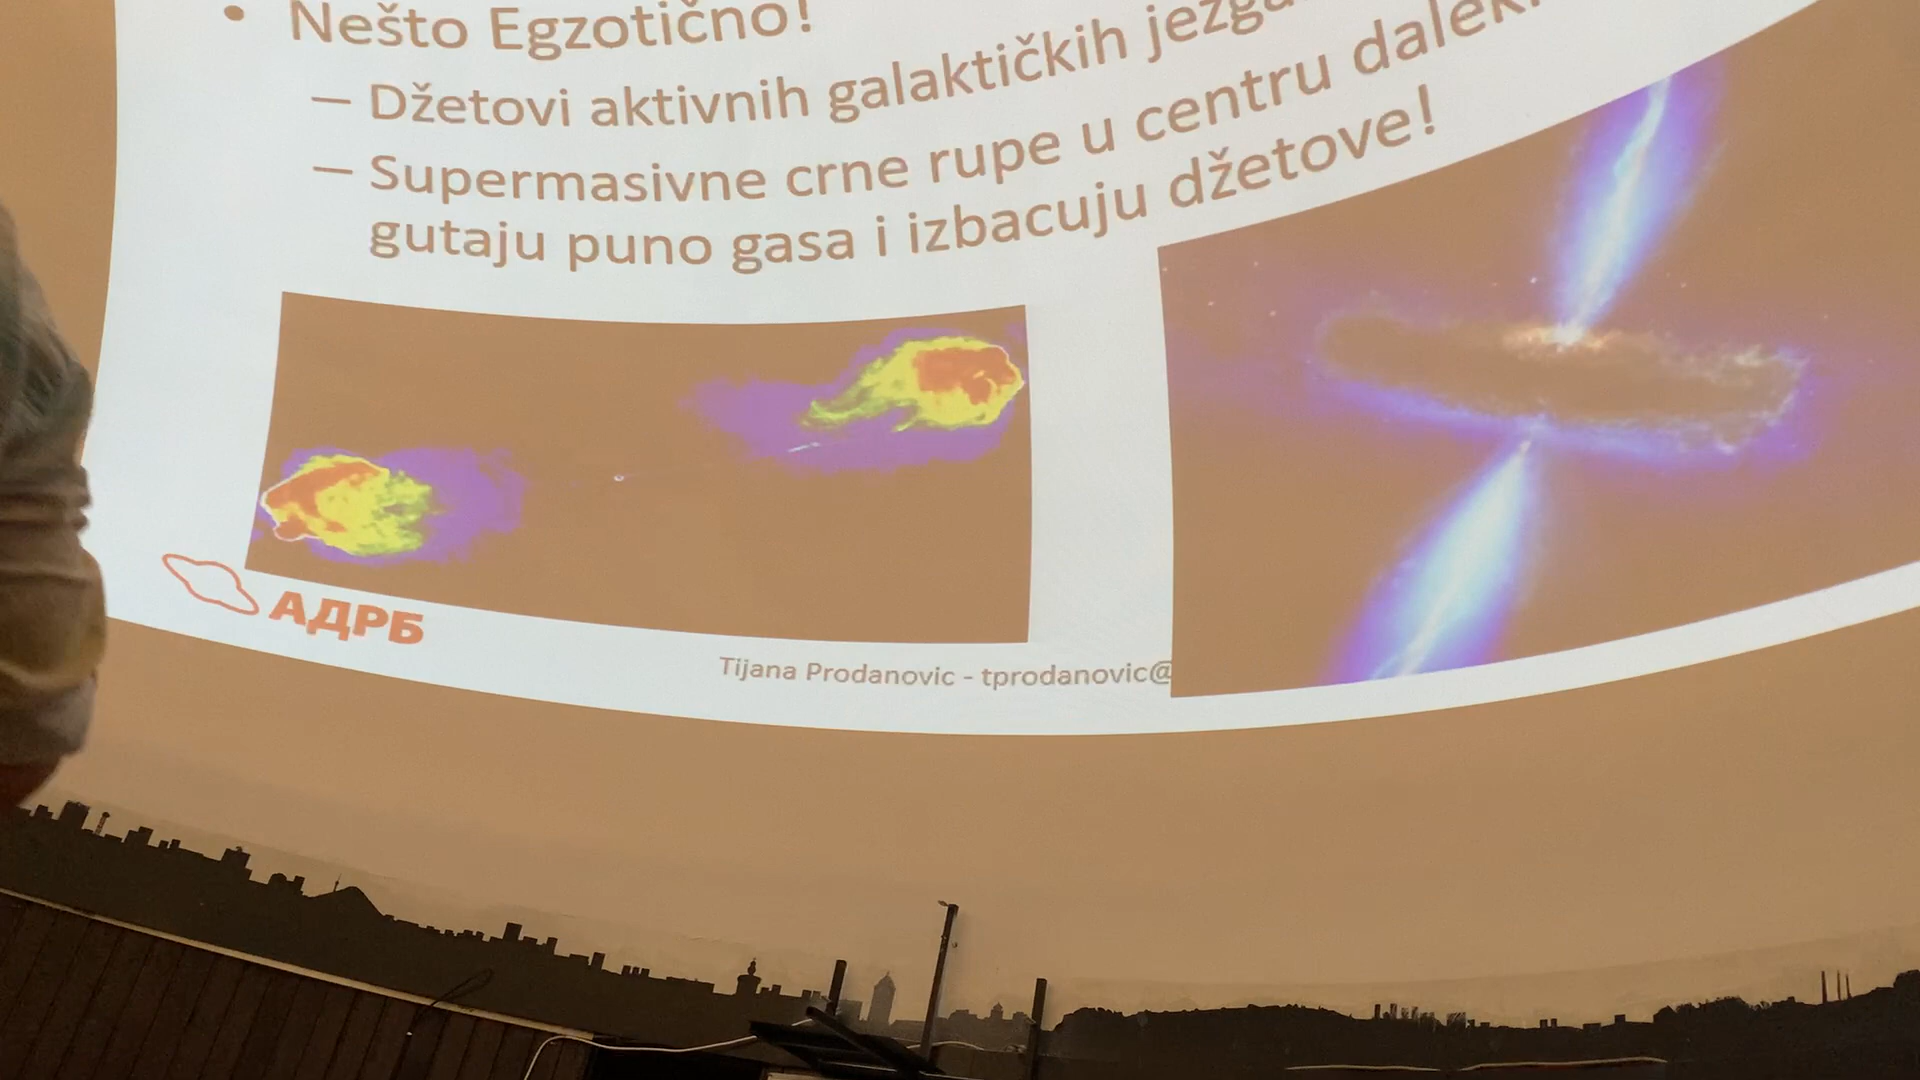 • Nešto Egzotično!
– Džetovi aktivnih galaktičkih
– Supermasivne crne rupe u centru
gutaju puno gasa i izbacuju džetove!
АДРБ
Tijana Prodanovic - tprodanovic@